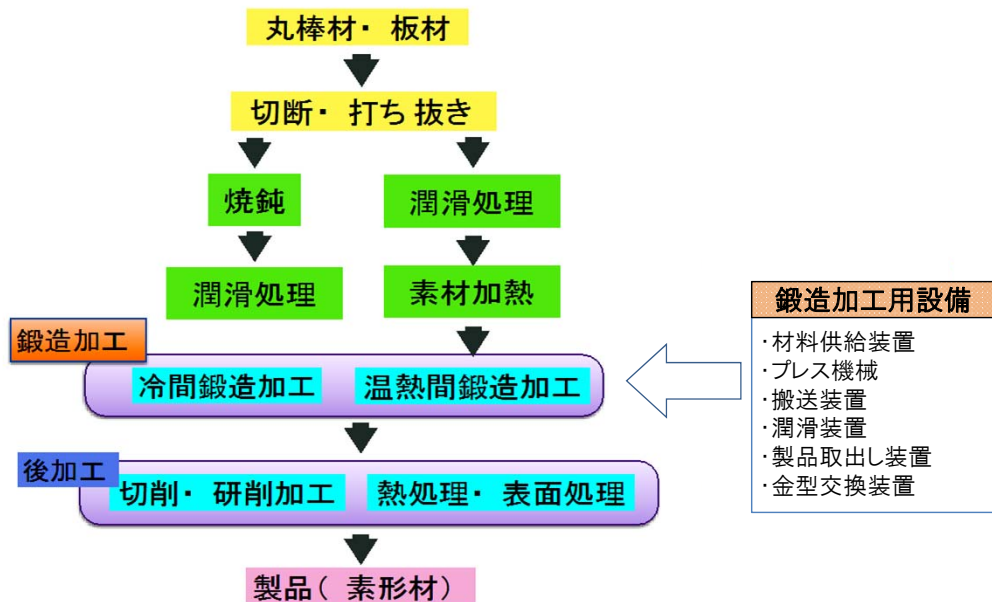 丸棒材・板材
切断・打ち抜き
焼鈍
潤滑処理
潤滑処理
素材加熱
鍛造加工
冷間鍛造加工
温熱間鍛造加工
後加工
切削・研削加工
熱処理・表面処理
製品(素形材)
鍛造加工用設備
・材料供給装置
・プレス機械
・搬送装置
・潤滑装置
・製品取出し装置
・金型交換装置